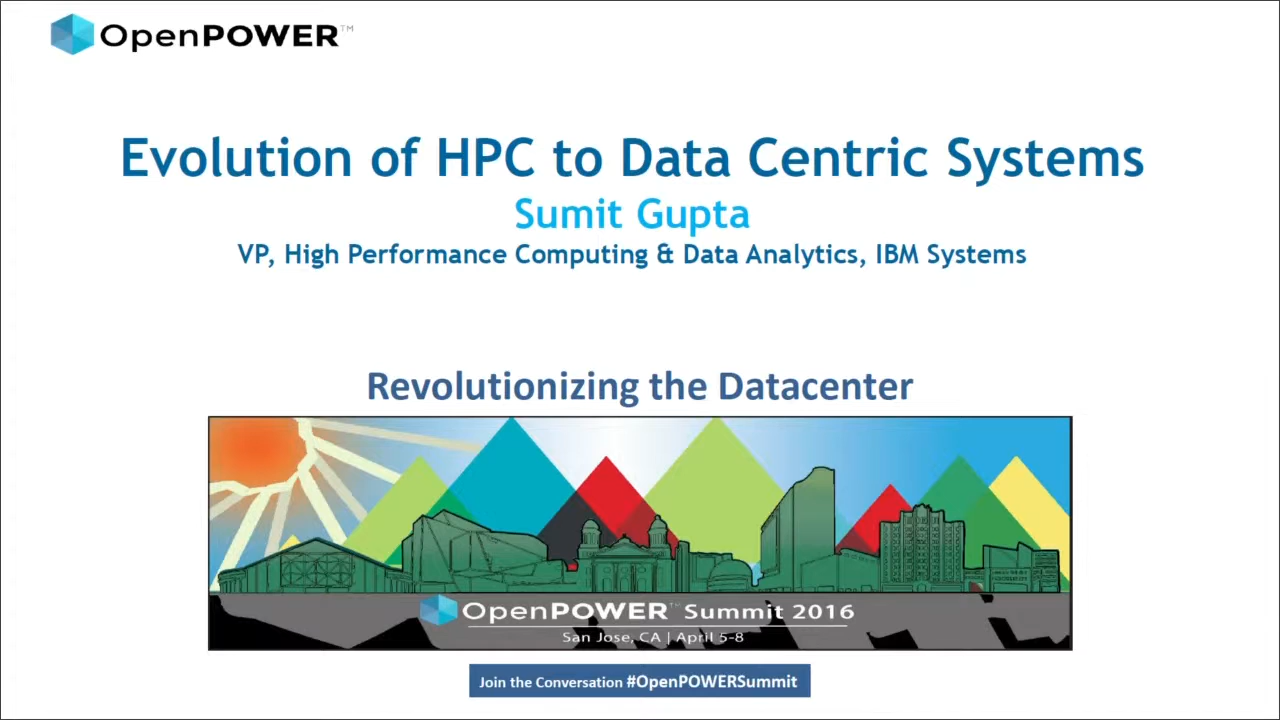 OpenPOWER™
Evolution of HPC to Data Centric Systems
Sumit Gupta
VP, High Performance Computing & Data Analytics, IBM Systems
Revolutionizing the Datacenter
OpenPOWER™ Summit 2016
San Jose, CA | April 5-8
Join the Conversation #OpenPOWERSummit